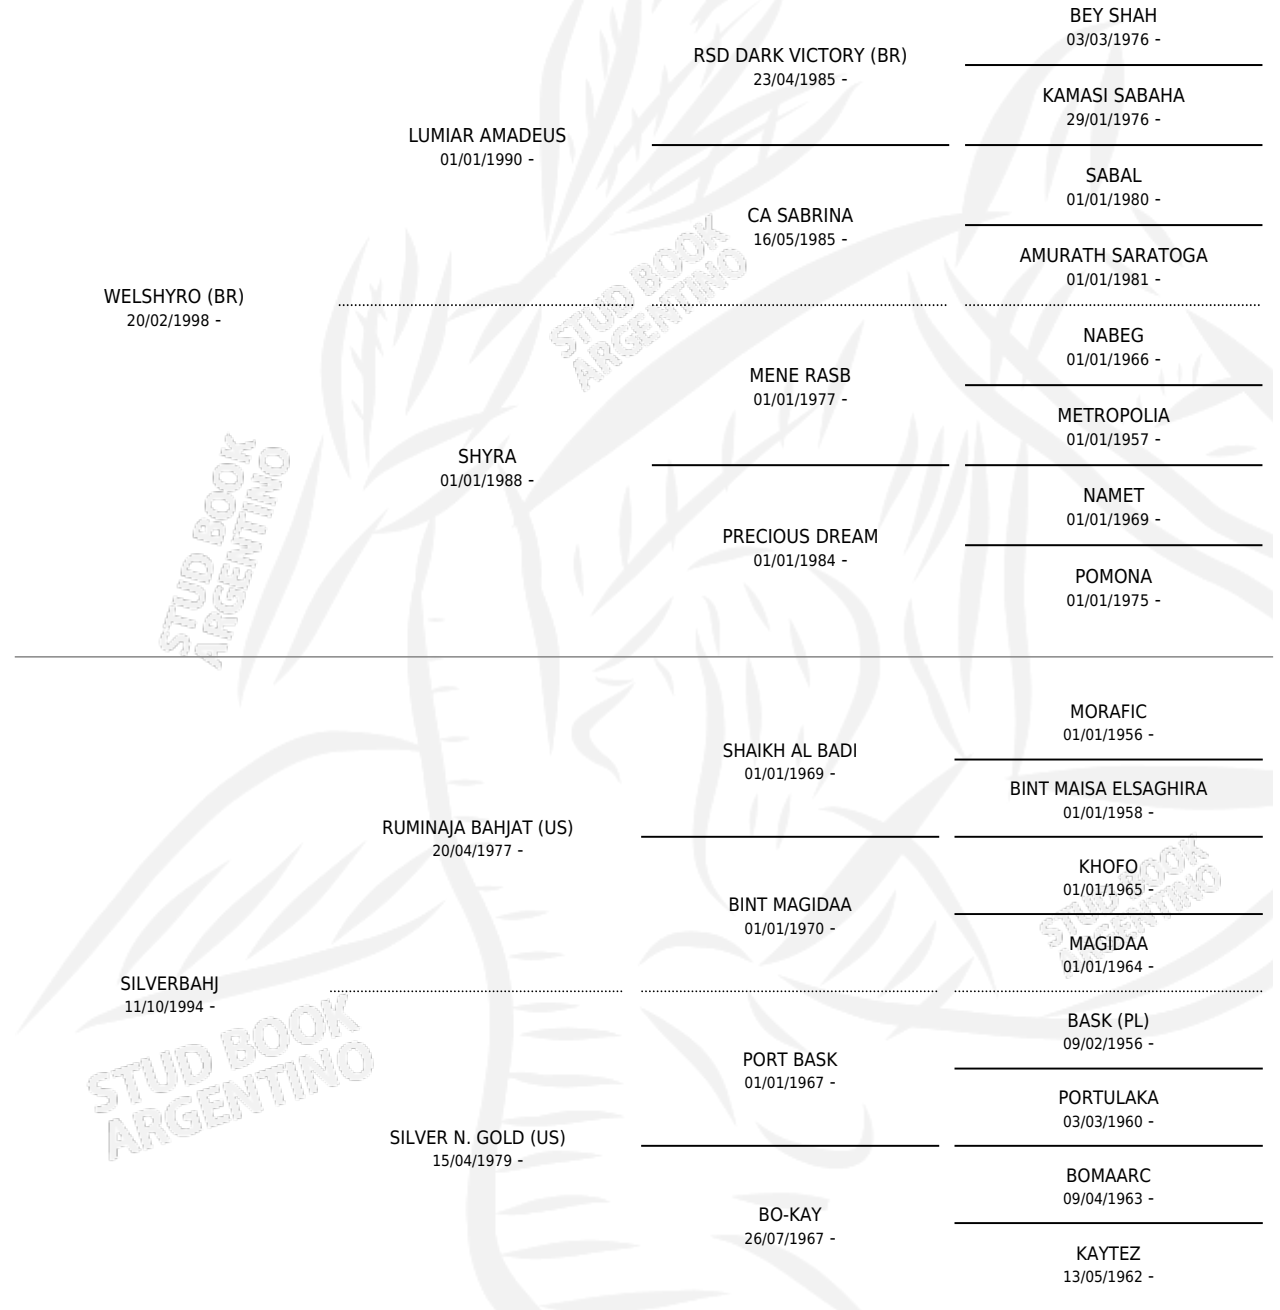 BEY SHAH
03/03/1976 -
RSD DARK VICTORY (BR)
23/04/1985 -
KAMASI SABAHA
29/01/1976 -
LUMIAR AMADEUS
01/01/1990 -
SABAL
01/01/1980 -
CA SABRINA
16/05/1985 -
AMURATH SARATOGA
01/01/1981 -
WELSHYRO (BR)
20/02/1998 -
NABEG
01/01/1966 -
MENE RASB
01/01/1977 -
METROPOLIA
01/01/1957 -
SHYRA
01/01/1988 -
NAMET
01/01/1969 -
PRECIOUS DREAM
01/01/1984 -
POMONA
01/01/1975 -
STUD BOOK
ARGENTINO
STUD BOOK
ARGENTINO
MORAFIC
01/01/1956 -
SHAIKH AL BADI
01/01/1969 -
BINT MAISA ELSAGHIRA
01/01/1958 -
RUMINAJA BAHJAT (US)
20/04/1977 -
KHOFO
01/01/1965 -
BINT MAGIDAA
01/01/1970 -
MAGIDAA
01/01/1964 -
SILVERBAHJ
11/10/1994 -
BASK (PL)
09/02/1956 -
PORT BASK
01/01/1967 -
PORTULAKA
03/03/1960 -
SILVER N. GOLD (US)
15/04/1979 -
BOMAARC
09/04/1963 -
BO-KAY
26/07/1967 -
KAYTEZ
13/05/1962 -
STUD BOOK
ARGENTINO
STUD BOOK
ARGENTINO